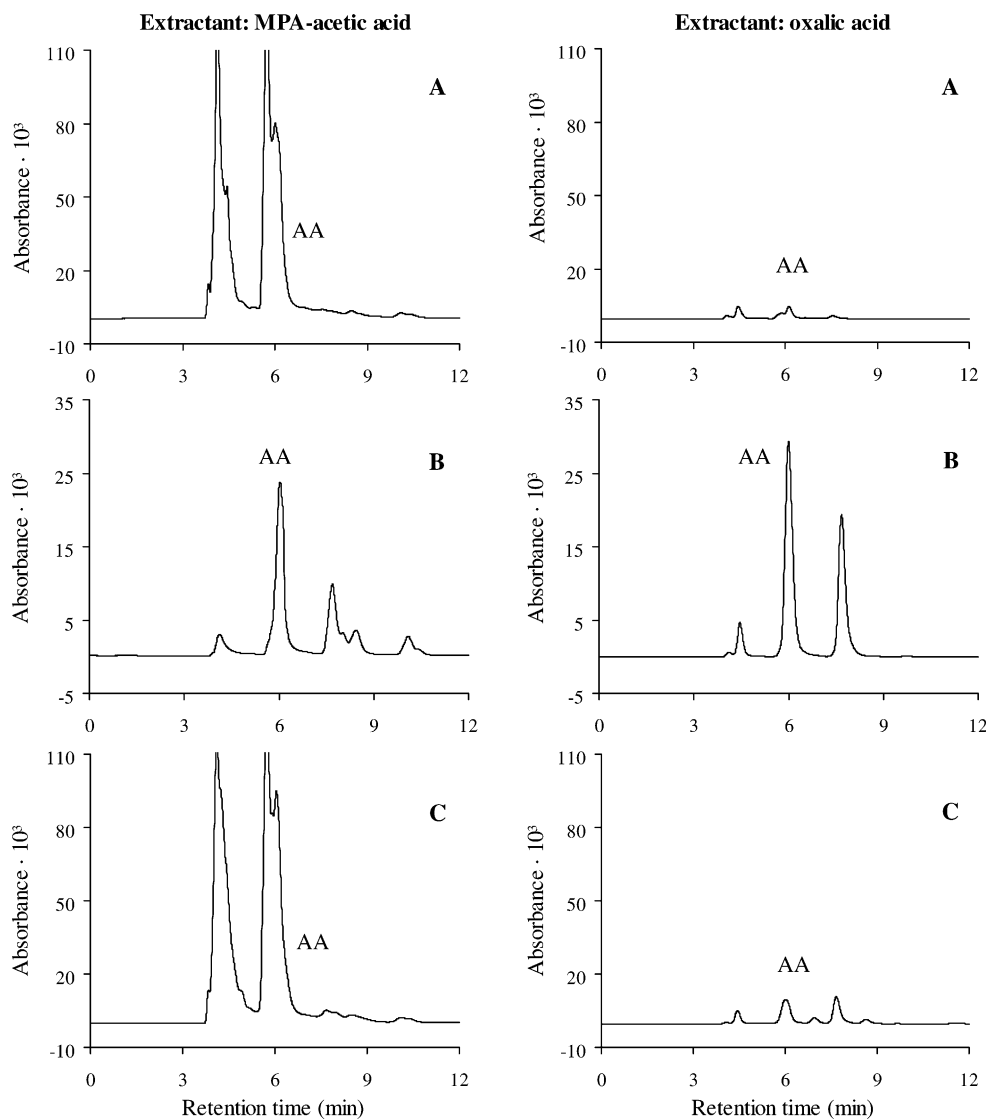 Extractant: MPA-acetic acid
Extractant: oxalic acid
110
80
50
20
-10
Absorbance · 10³
A
AA
0 3 6 9 12
110
80
50
20
-10
Absorbance · 10³
A
AA
0 3 6 9 12
35
25
15
5
-5
Absorbance · 10³
B
AA
0 3 6 9 12
35
25
15
5
-5
Absorbance · 10³
B
AA
0 3 6 9 12
110
80
50
20
-10
Absorbance · 10³
C
AA
0 3 6 9 12
Retention time (min)
110
80
50
20
-10
Absorbance · 10³
C
AA
0 3 6 9 12
Retention time (min)